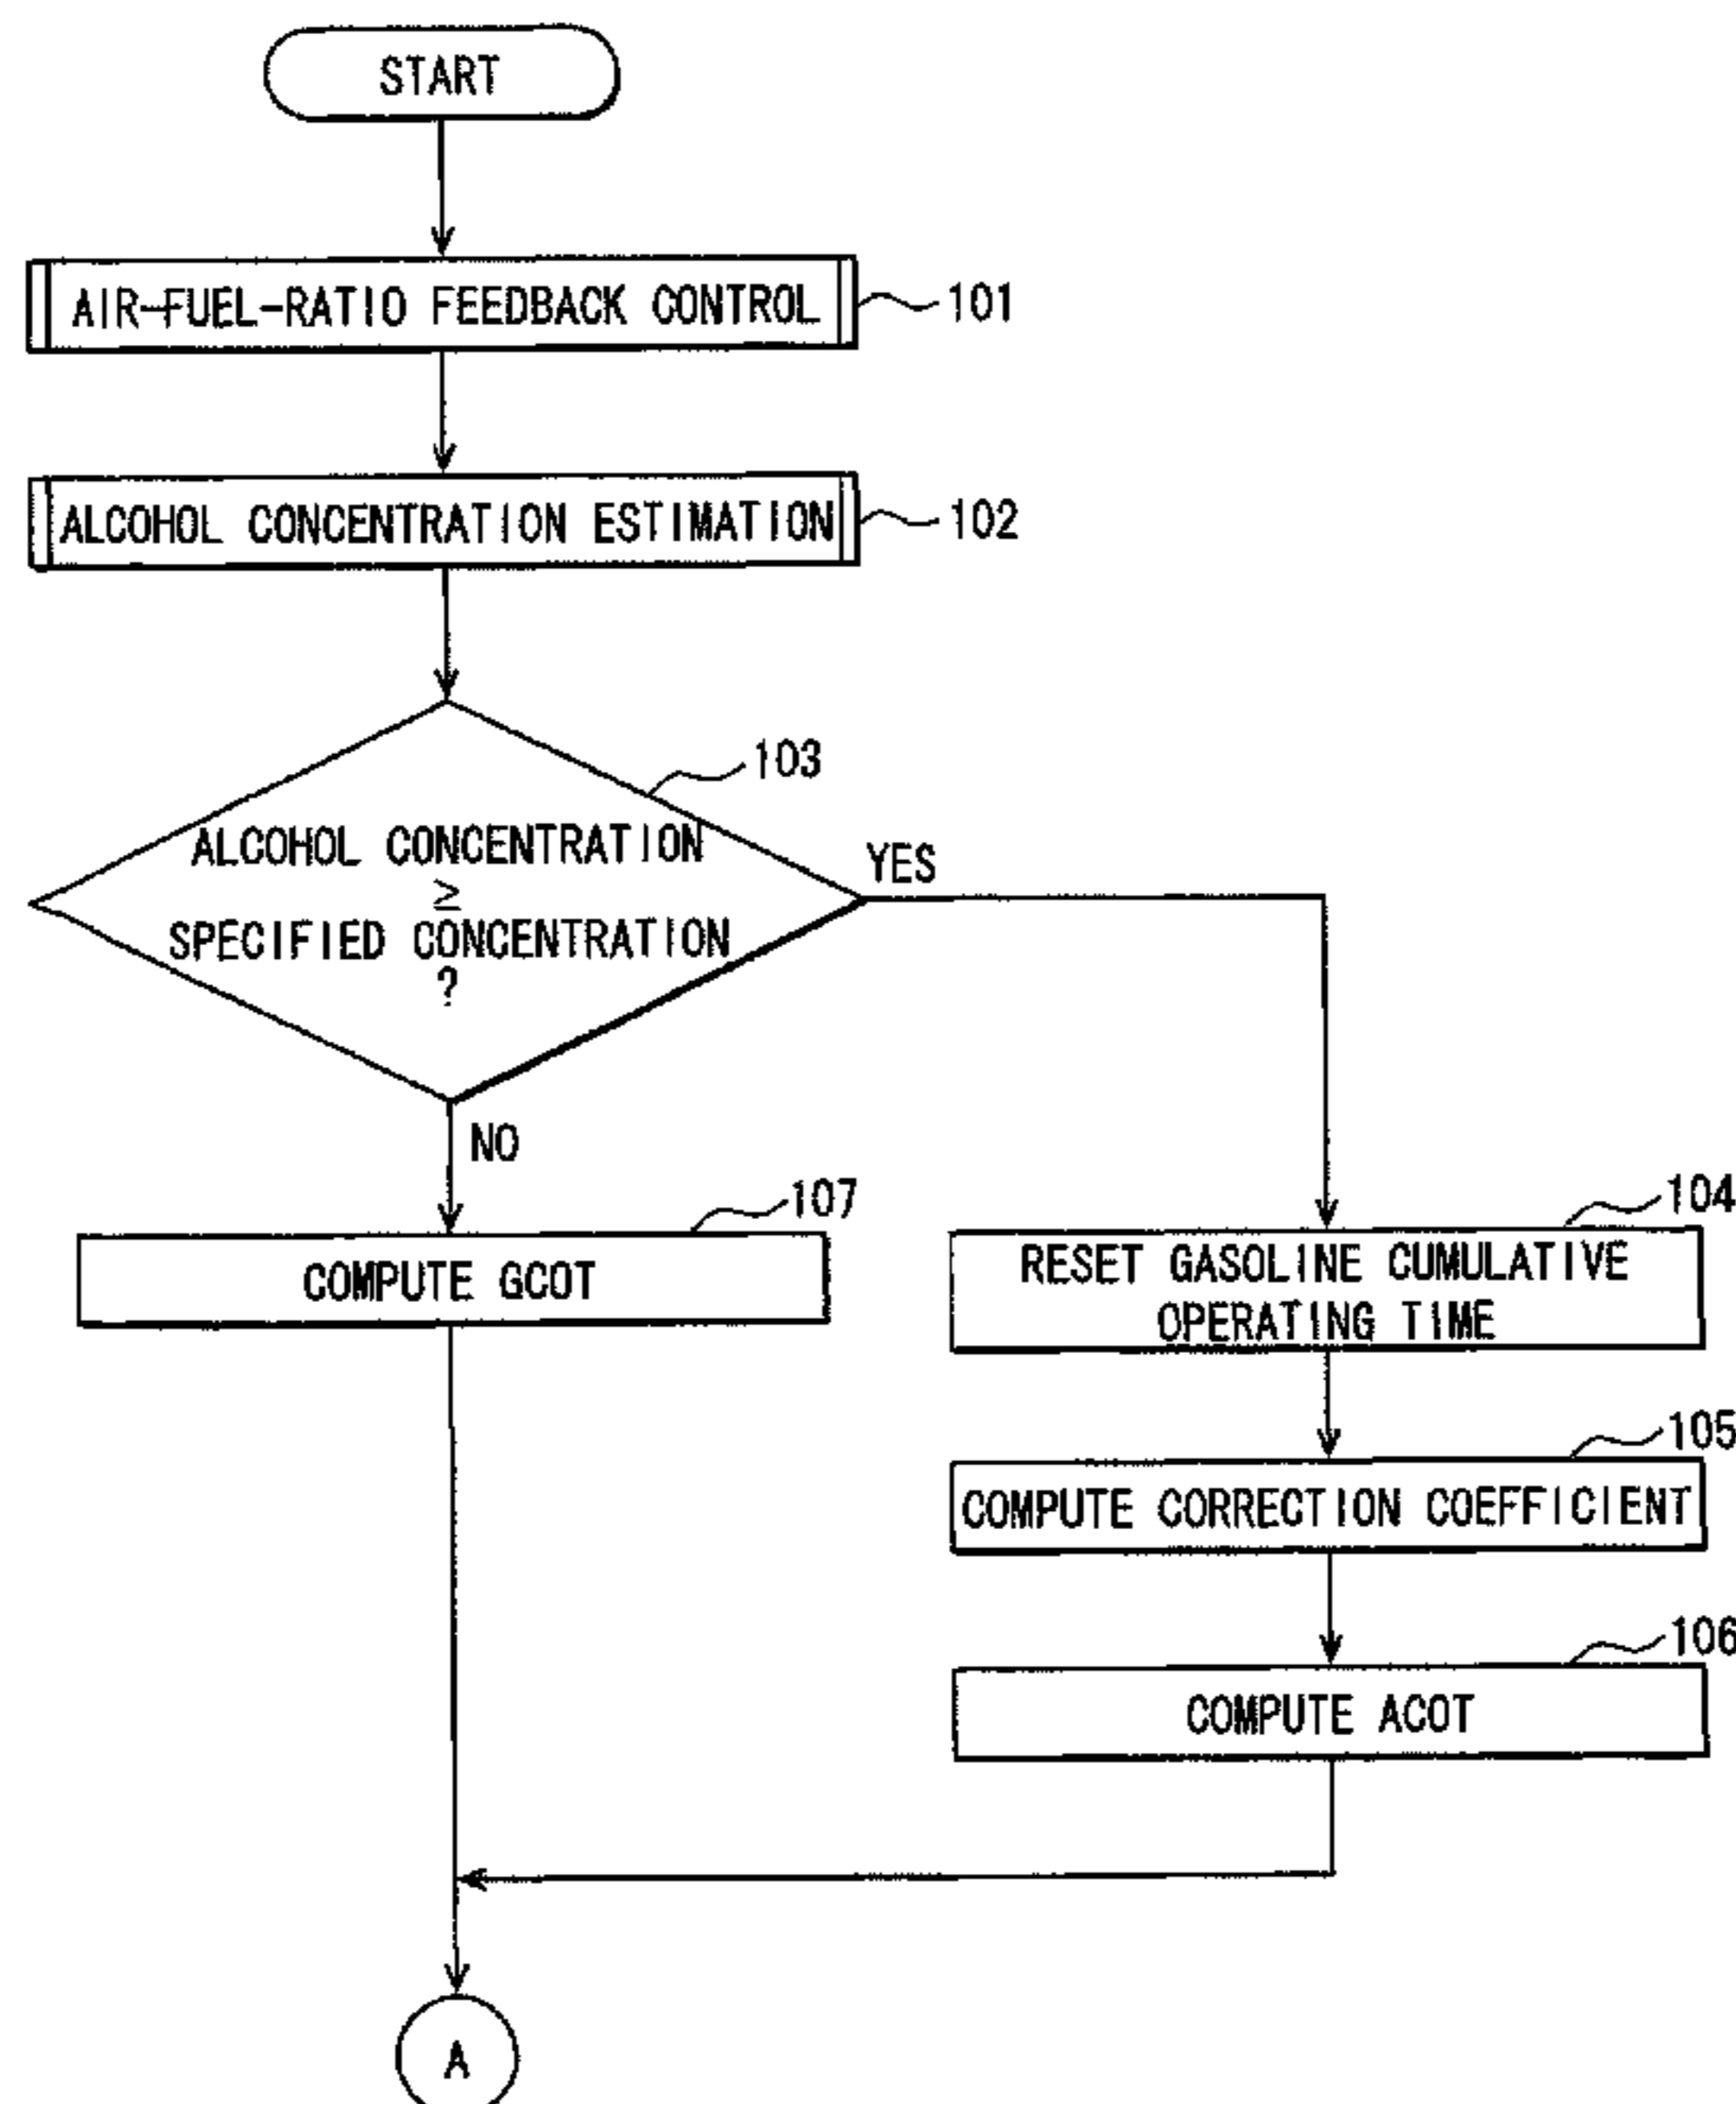 START
AIR-FUEL-RATIO FEEDBACK CONTROL
101
ALCOHOL CONCENTRATION ESTIMATION
102
103
ALCOHOL CONCENTRATION
≥
SPECIFIED CONCENTRATION
?
YES
NO
107
COMPUTE GCOT
104
RESET GASOLINE CUMULATIVE
OPERATING TIME
105
COMPUTE CORRECTION COEFFICIENT
106
COMPUTE ACOT
A